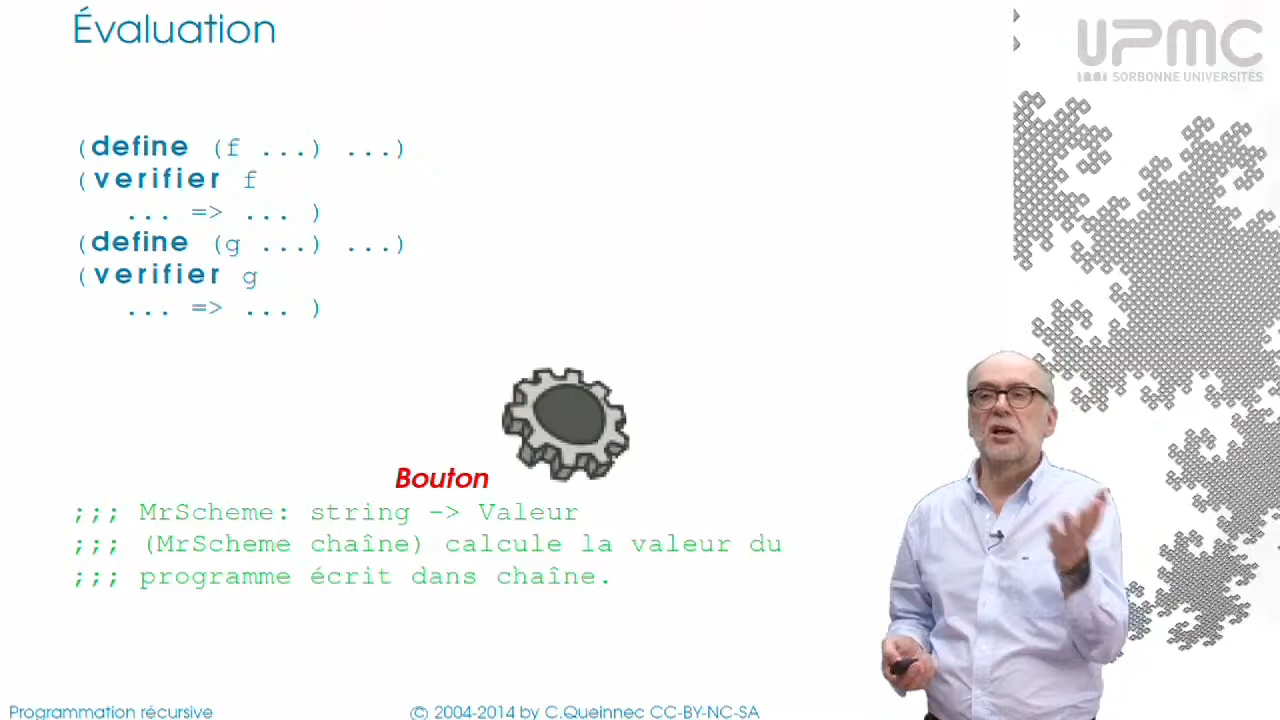 Évaluation
UPMC
SORBONNE UNIVERSITÉS
(define (f ...) ...)
(verifier f
... => ... )
(define (g ...) ...)
(verifier g
... => ... )
Bouton
;;; MrScheme: string -> Valeur
;;; (MrScheme chaîne) calcule la valeur du
;;; programme écrit dans chaîne.
Programmation récursive
© 2004-2014 by C.Queinnec CC-BY-NC-SA